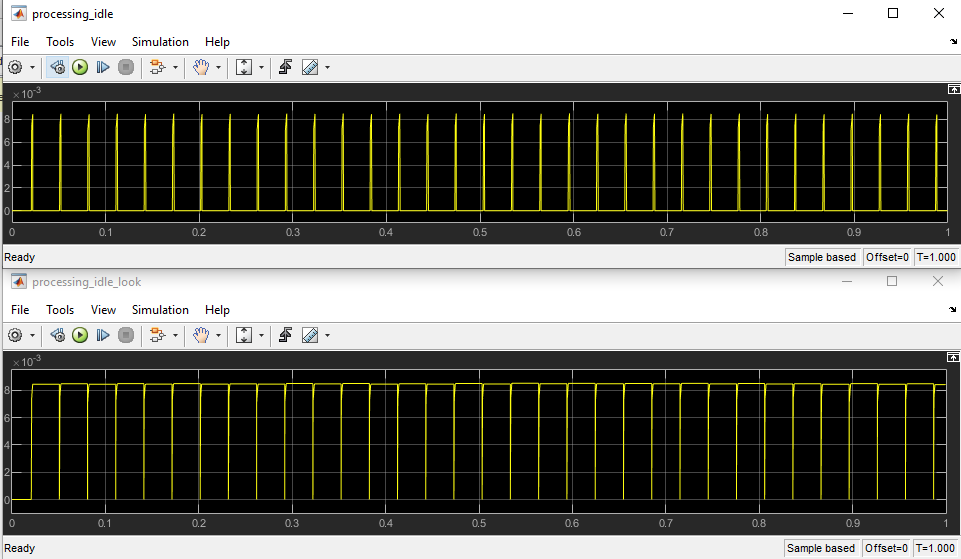 processing_idle
File Tools View Simulation Help
×10-3
8
6
4
2
0
0 0.1 0.2 0.3 0.4 0.5 0.6 0.7 0.8 0.9 1
Ready Sample based Offset=0 T=1.000
processing_idle_look
File Tools View Simulation Help
×10-3
8
6
4
2
0
0 0.1 0.2 0.3 0.4 0.5 0.6 0.7 0.8 0.9 1
Ready Sample based Offset=0 T=1.000